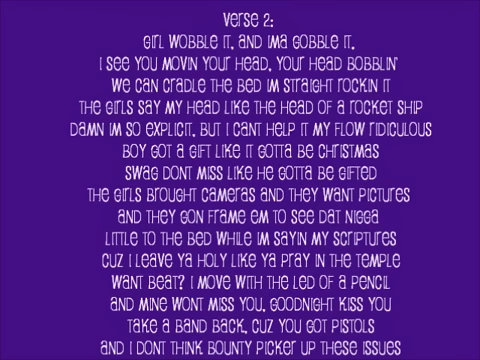 Verse 2:
Girl wobble it, and ima gobble it,
I see you movin your head, your head bobblin'
We can cradle the bed im straight rockin it
The girls say my head like the head of a rocket ship
Damn im so explicit, but i cant help it my flow ridiculous
Boy got a gift like it gotta be christmas
Swag dont miss like he gotta be gifted
The girls brought cameras and they want pictures
And they gon frame em to see dat nigga
Little to the bed while im sayin my scriptures
Cuz i leave ya holy like ya pray in the temple
Want beat? i move with the led of a pencil
And mine wont miss you, goodnight kiss you
Take a band back, cuz you got pistols
And i dont think bounty picker up these issues